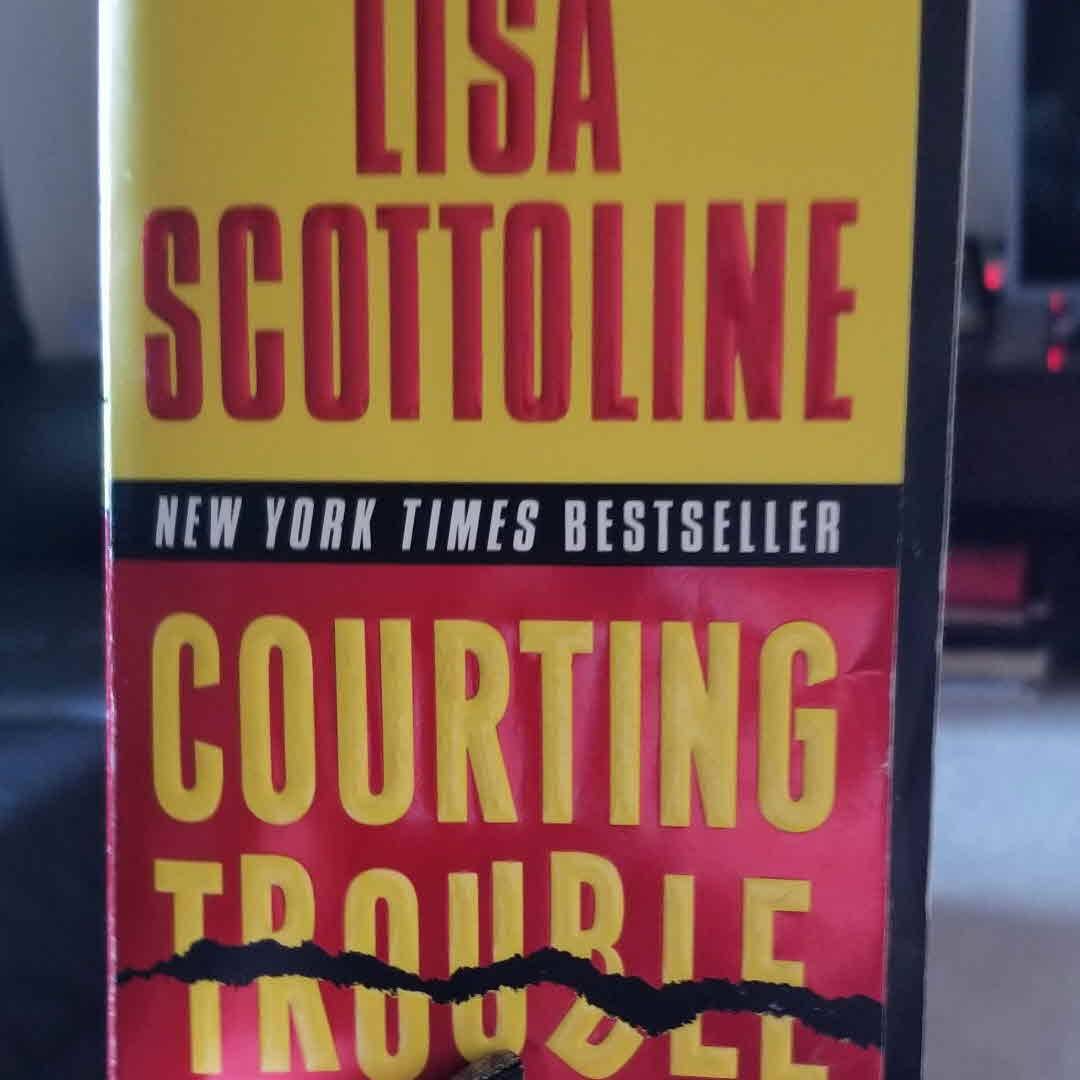 LISA
SCOTTOLINE
NEW YORK TIMES BESTSELLER
COURTING
TROUBLE